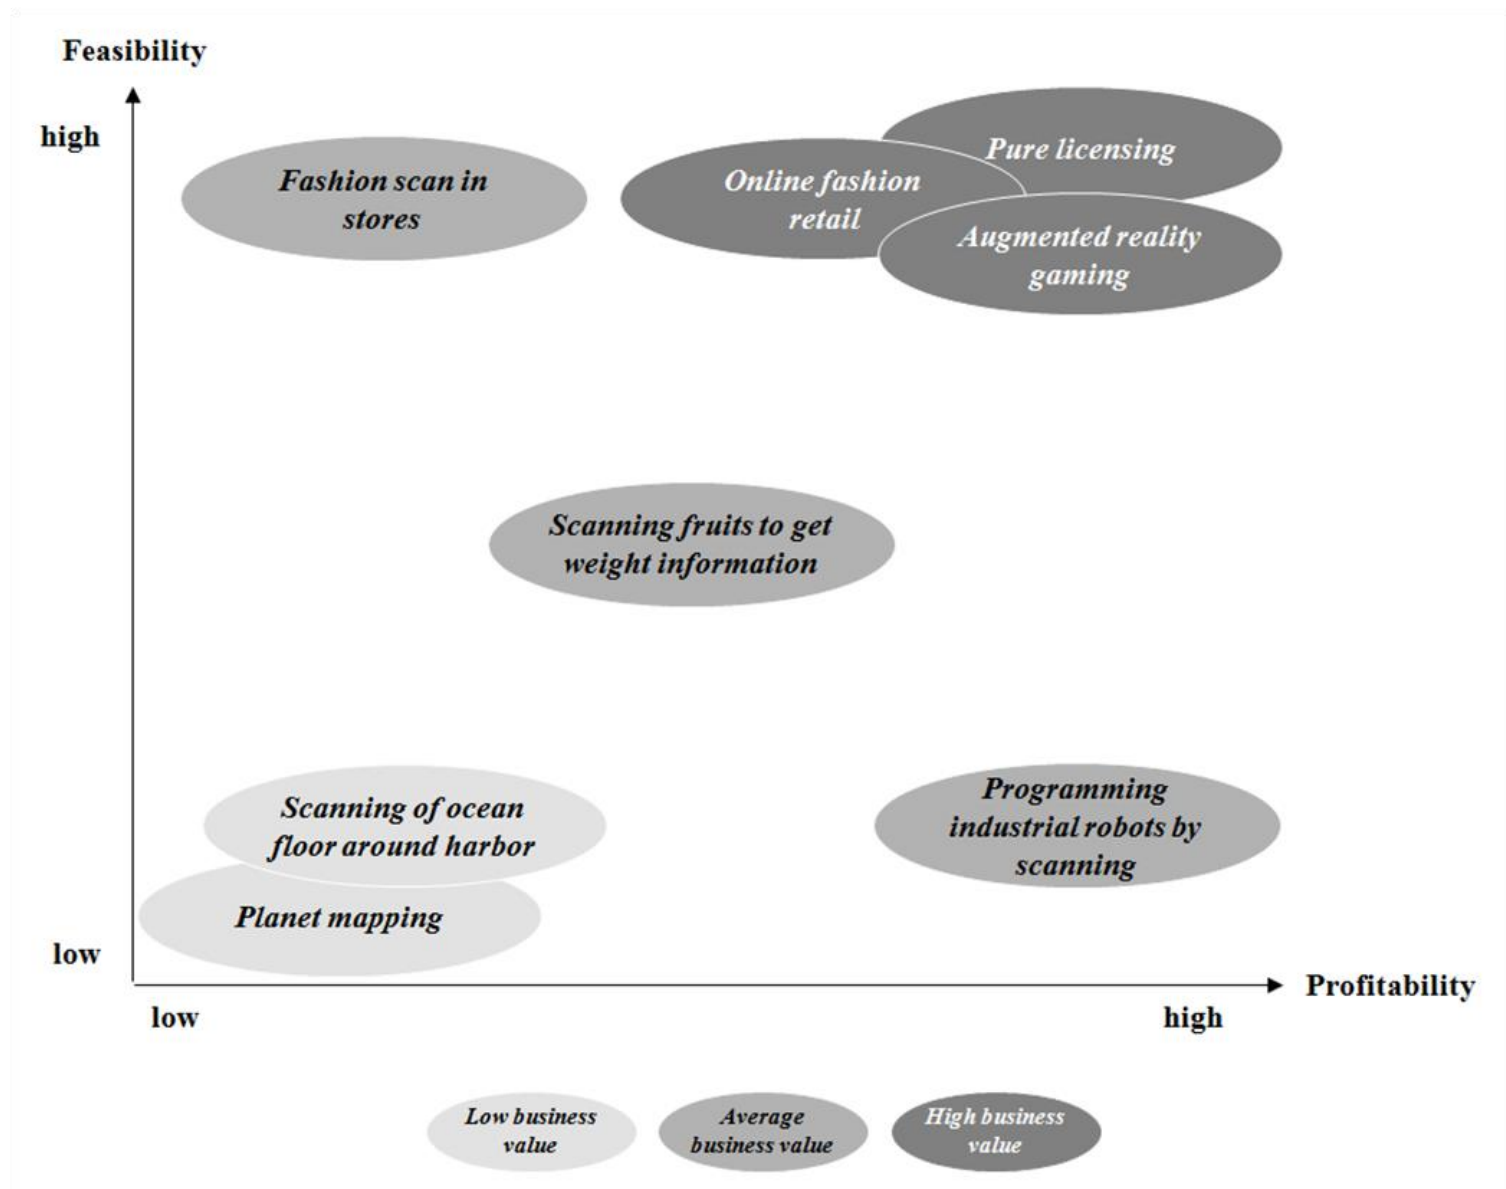 Feasibility
high
Pure licensing
Fashion scan in
stores
Online fashion
retail
Augmented reality
gaming
Scanning fruits to get
weight information
Scanning of ocean
floor around harbor
Programming
industrial robots by
scanning
Planet mapping
low
Profitability
low
high
Low business
value
Average
business value
High business
value